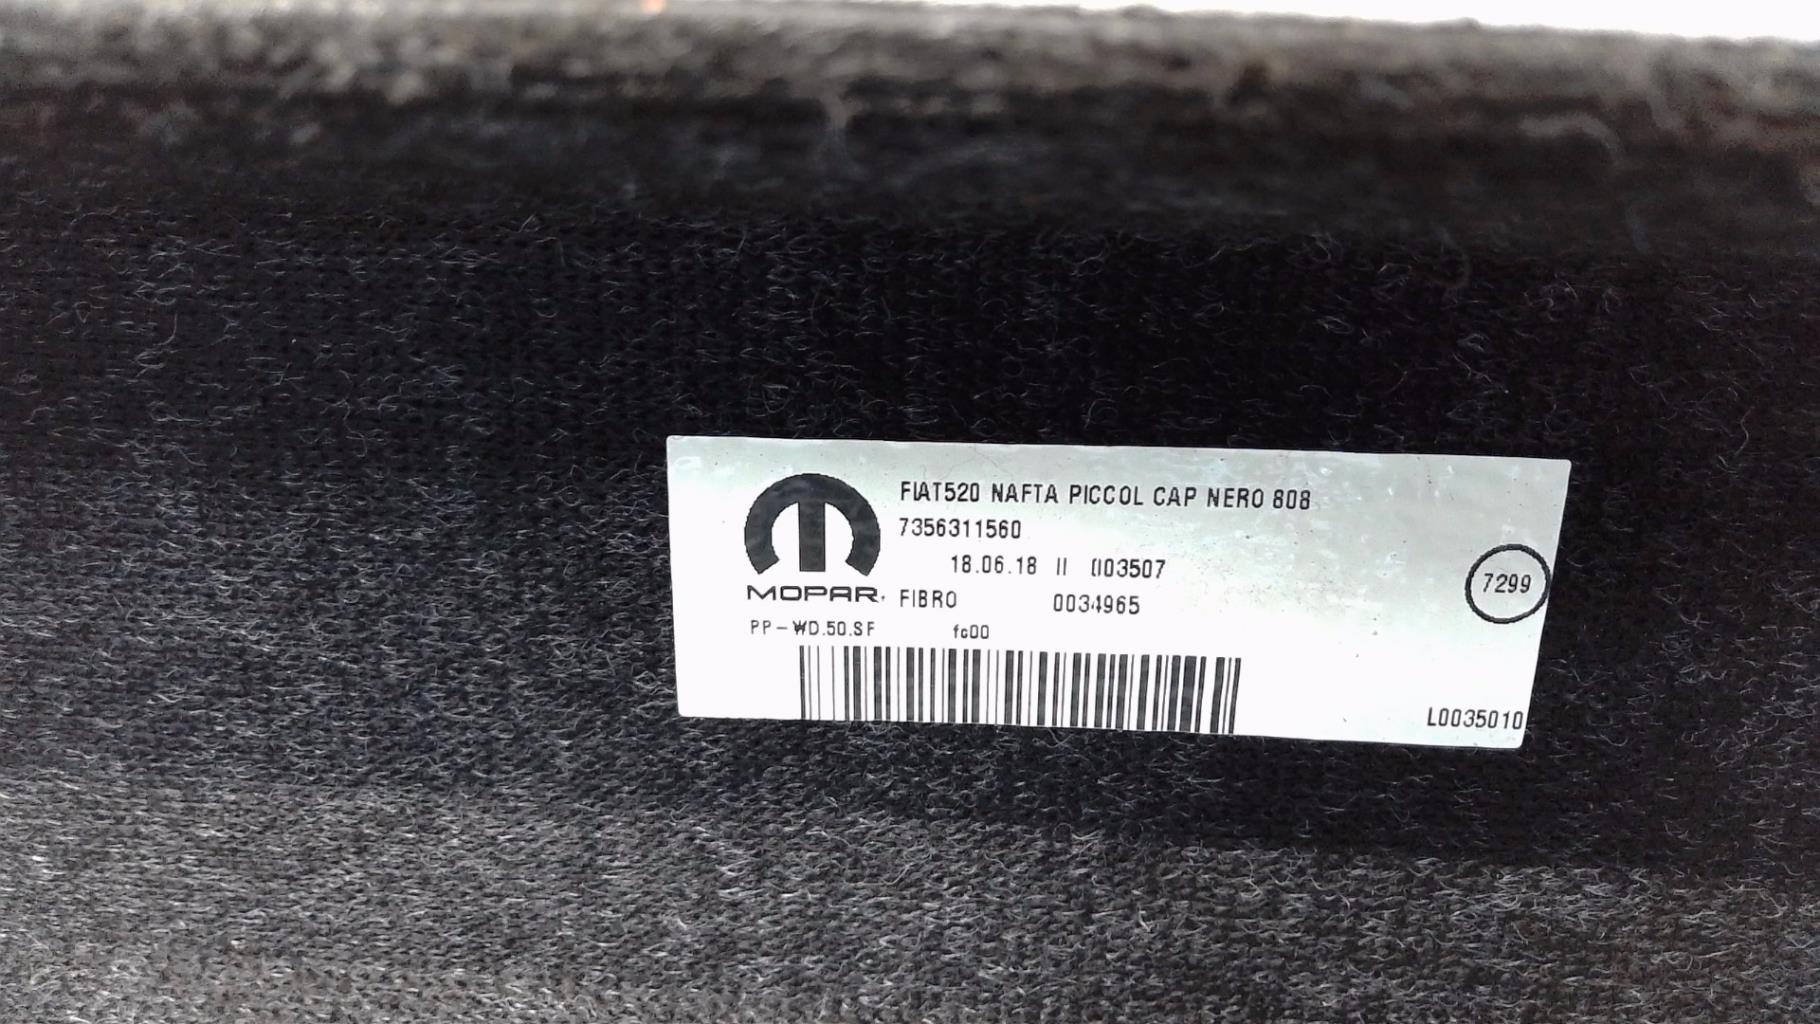 FIAT520 NAFTA PICCOL CAP NERO 808
7356311560
18.06.18 II 003507
MOPAR. FIBRO 0034965
PP-WD.50.SF fc00
7299
L0035010